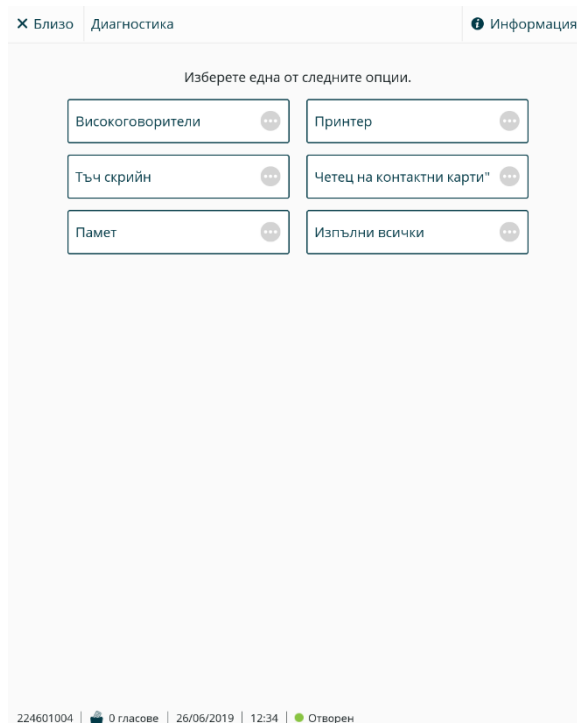 Близо Диагностика Информация
Изберете една от следните опции.
Високоговорители Принтер
Тъч скрийн Четец на контактни карти"
Памет Изпълни всички
224601004 | 0 гласове | 26/06/2019 | 12:34 | Отворен